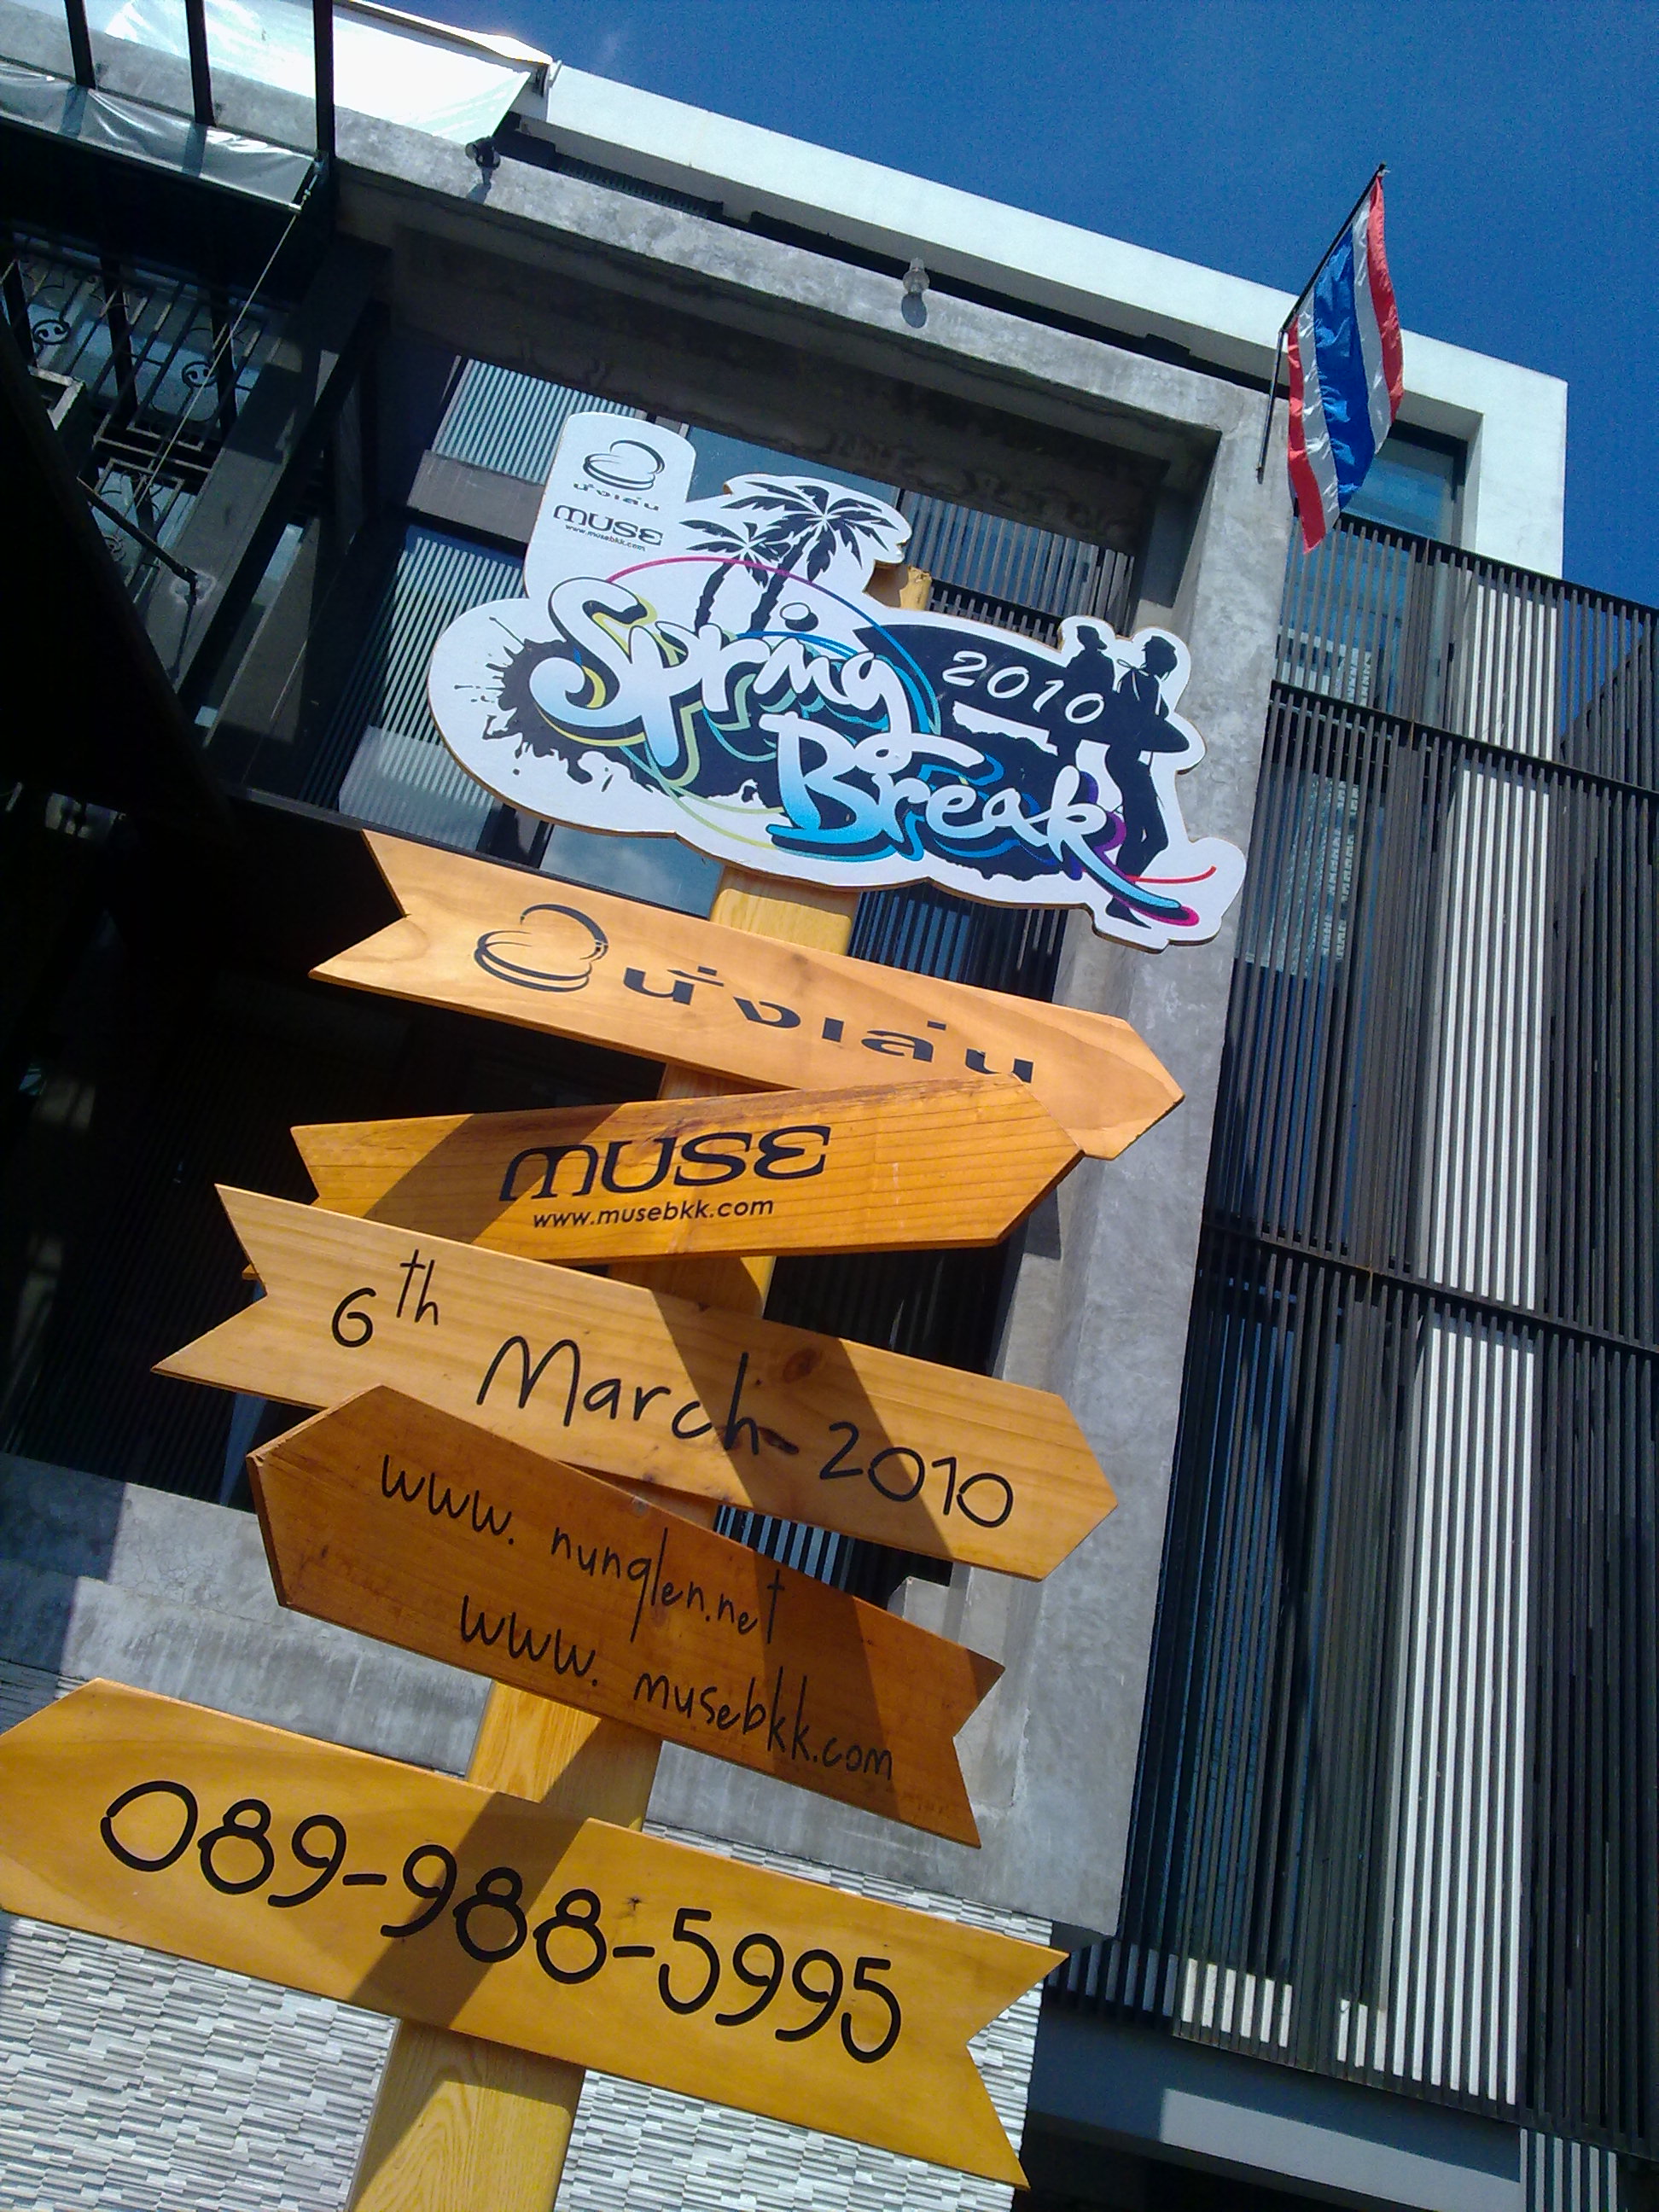 นั่งเล่น
muse
www.musebkk.com
Spring
2010
Break
นั่งเล่น
muse
www.musebkk.com
6th March 2010
www.nunglen.net
www.musebkk.com
089-988-5995